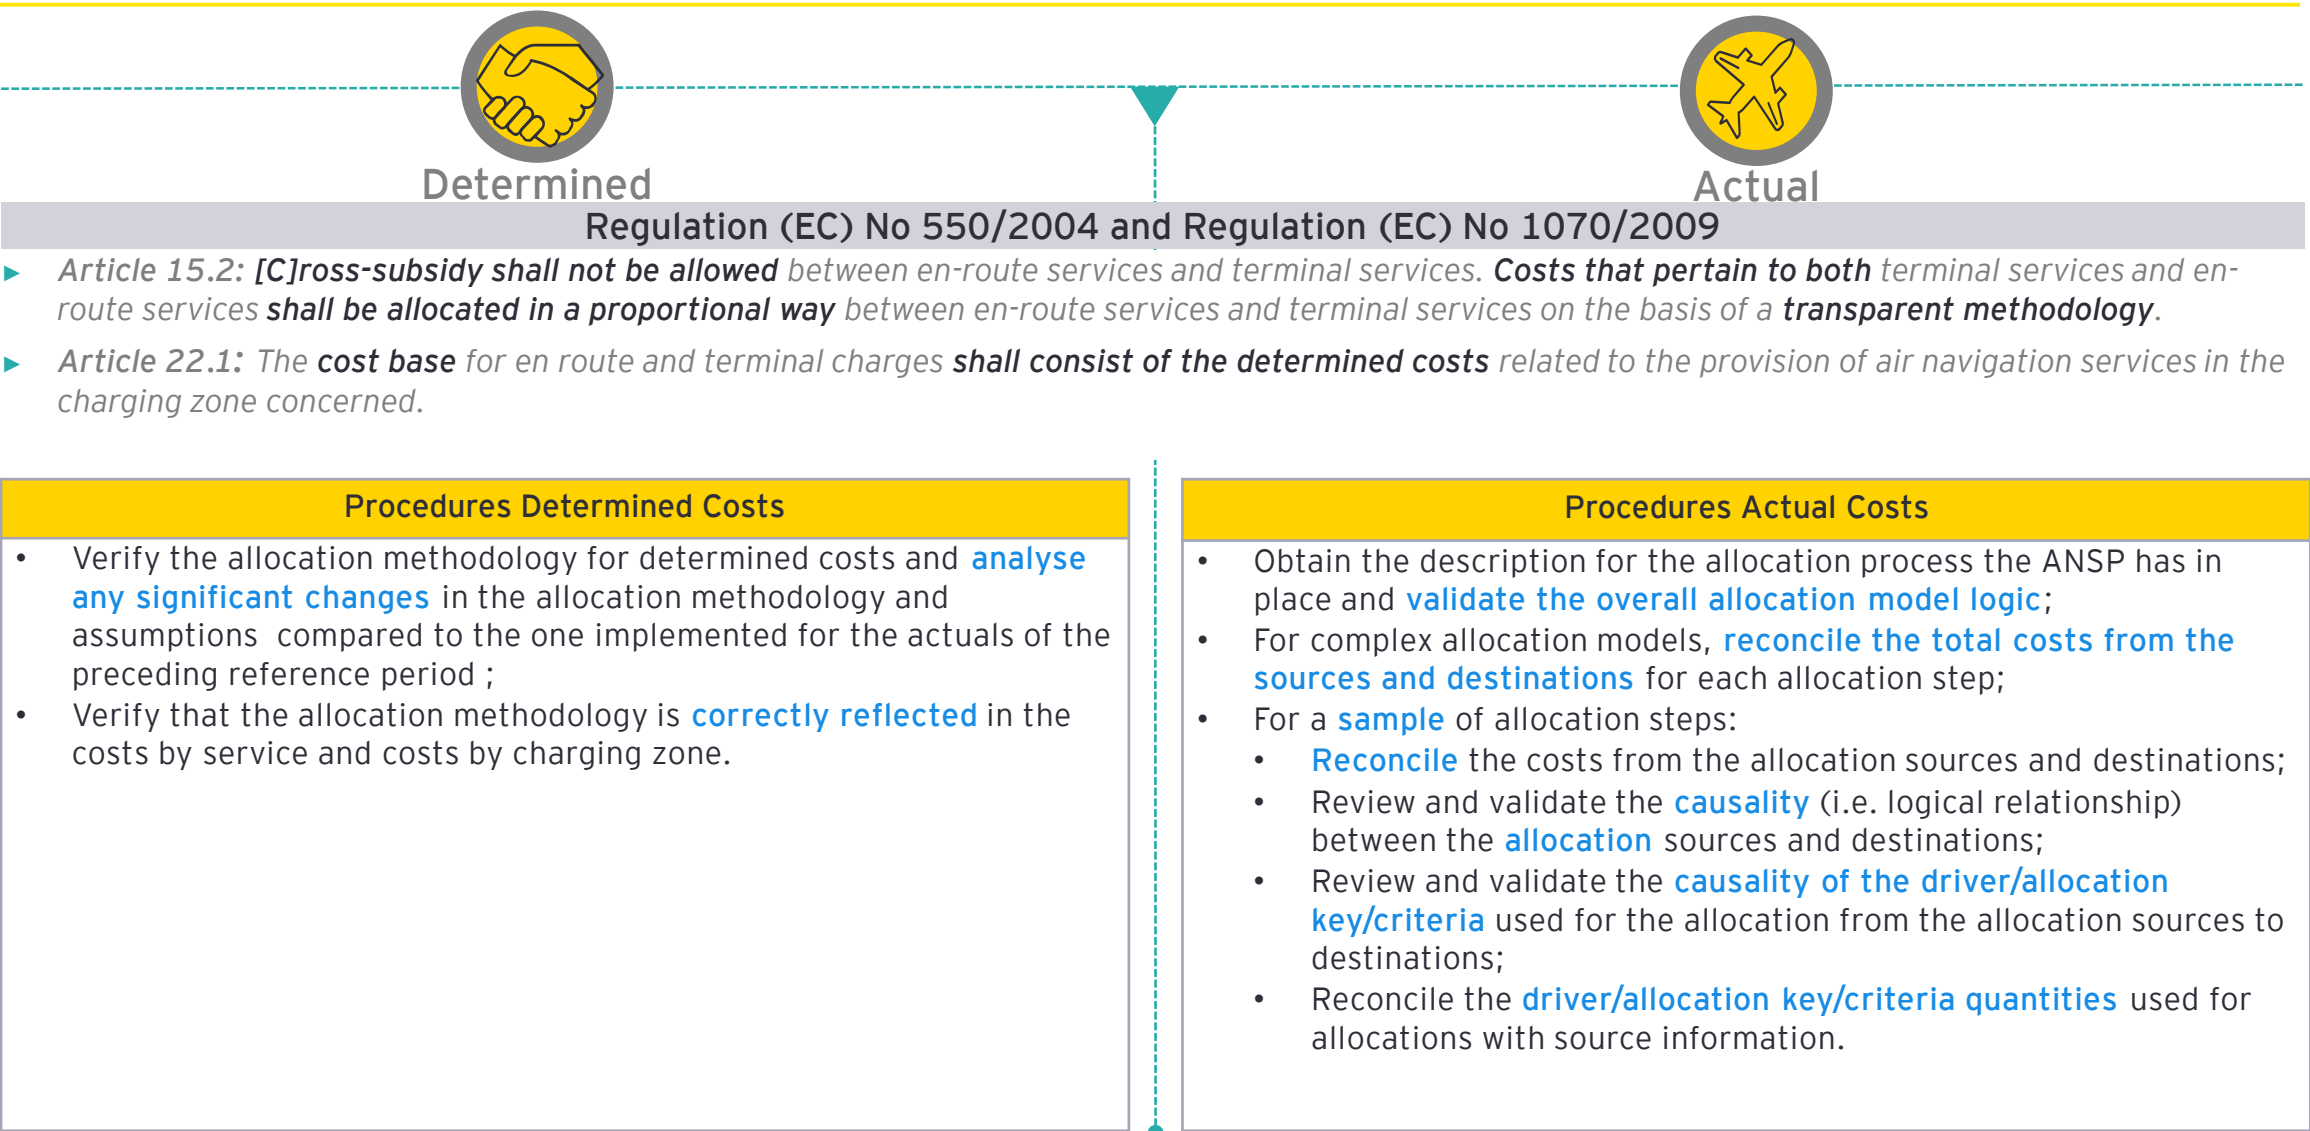 Determined
Actual
Regulation (EC) No 550/2004 and Regulation (EC) No 1070/2009
► Article 15.2: [C]ross-subsidy shall not be allowed between en-route services and terminal services. Costs that pertain to both terminal services and en-
route services shall be allocated in a proportional way between en-route services and terminal services on the basis of a transparent methodology.
► Article 22.1: The cost base for en route and terminal charges shall consist of the determined costs related to the provision of air navigation services in the
charging zone concerned.
Procedures Determined Costs
• Verify the allocation methodology for determined costs and analyse
any significant changes in the allocation methodology and
assumptions compared to the one implemented for the actuals of the
preceding reference period ;
• Verify that the allocation methodology is correctly reflected in the
costs by service and costs by charging zone.
Procedures Actual Costs
• Obtain the description for the allocation process the ANSP has in
place and validate the overall allocation model logic;
• For complex allocation models, reconcile the total costs from the
sources and destinations for each allocation step;
• For a sample of allocation steps:
• Reconcile the costs from the allocation sources and destinations;
• Review and validate the causality (i.e. logical relationship)
between the allocation sources and destinations;
• Review and validate the causality of the driver/allocation
key/criteria used for the allocation from the allocation sources to
destinations;
• Reconcile the driver/allocation key/criteria quantities used for
allocations with source information.